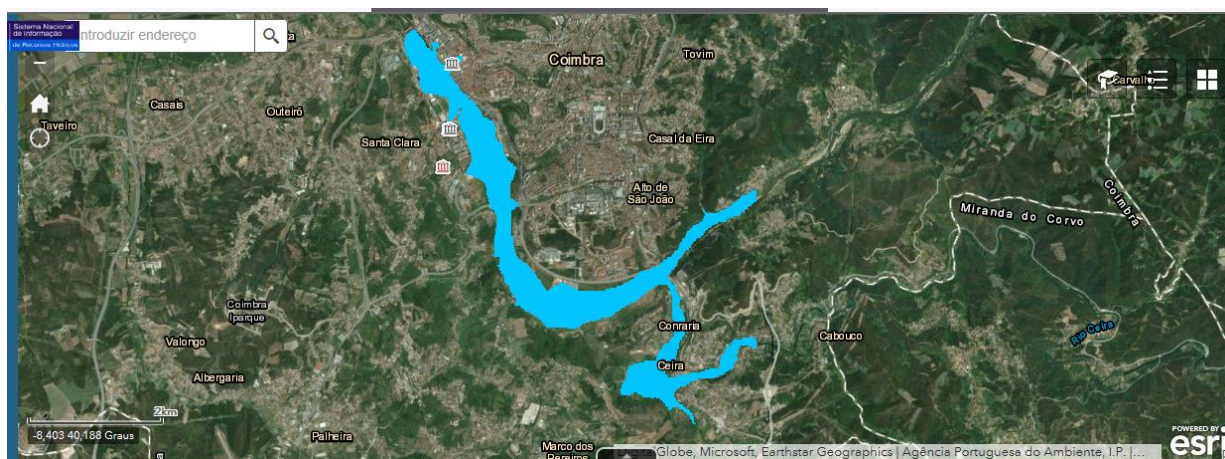 Sistema Nacional
de Informação
de Recursos Hídricos
ntroduzir endereço
Coimbra
Tovim
Carvalho
Casais
Outeiró
Taveiro
Santa Clara
Casal da Eira
Alto de
São João
Miranda do Corvo
Coimbra
Coimbra
Iparque
Conraria
Cabouco
Rio Ceira
Valongo
Ceira
Albergaria
2km
-8,403 40,188 Graus
Palheira
Marco dos
Pereiros
Globe, Microsoft, Earthstar Geographics | Agência Portuguesa do Ambiente, I.P. |...
POWERED BY
esri